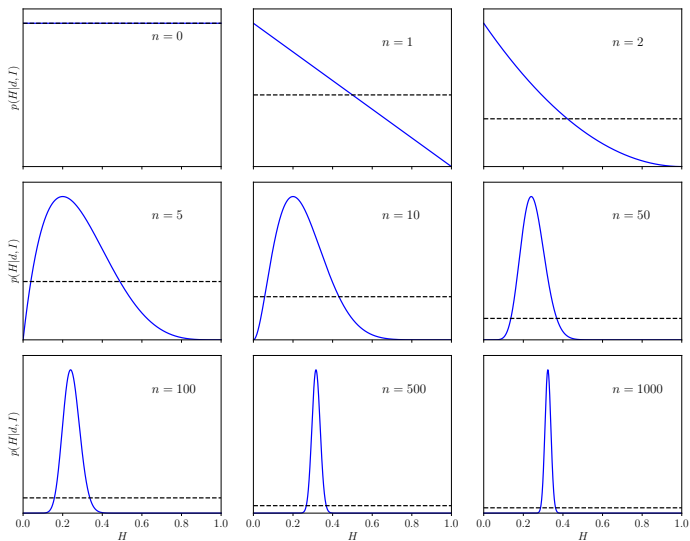 p(H|d, I)
n = 0
n = 1
n = 2
p(H|d, I)
n = 5
n = 10
n = 50
p(H|d, I)
n = 100
n = 500
n = 1000
0.0 0.2 0.4 0.6 0.8 1.0
0.0 0.2 0.4 0.6 0.8 1.0
0.0 0.2 0.4 0.6 0.8 1.0
H
H
H